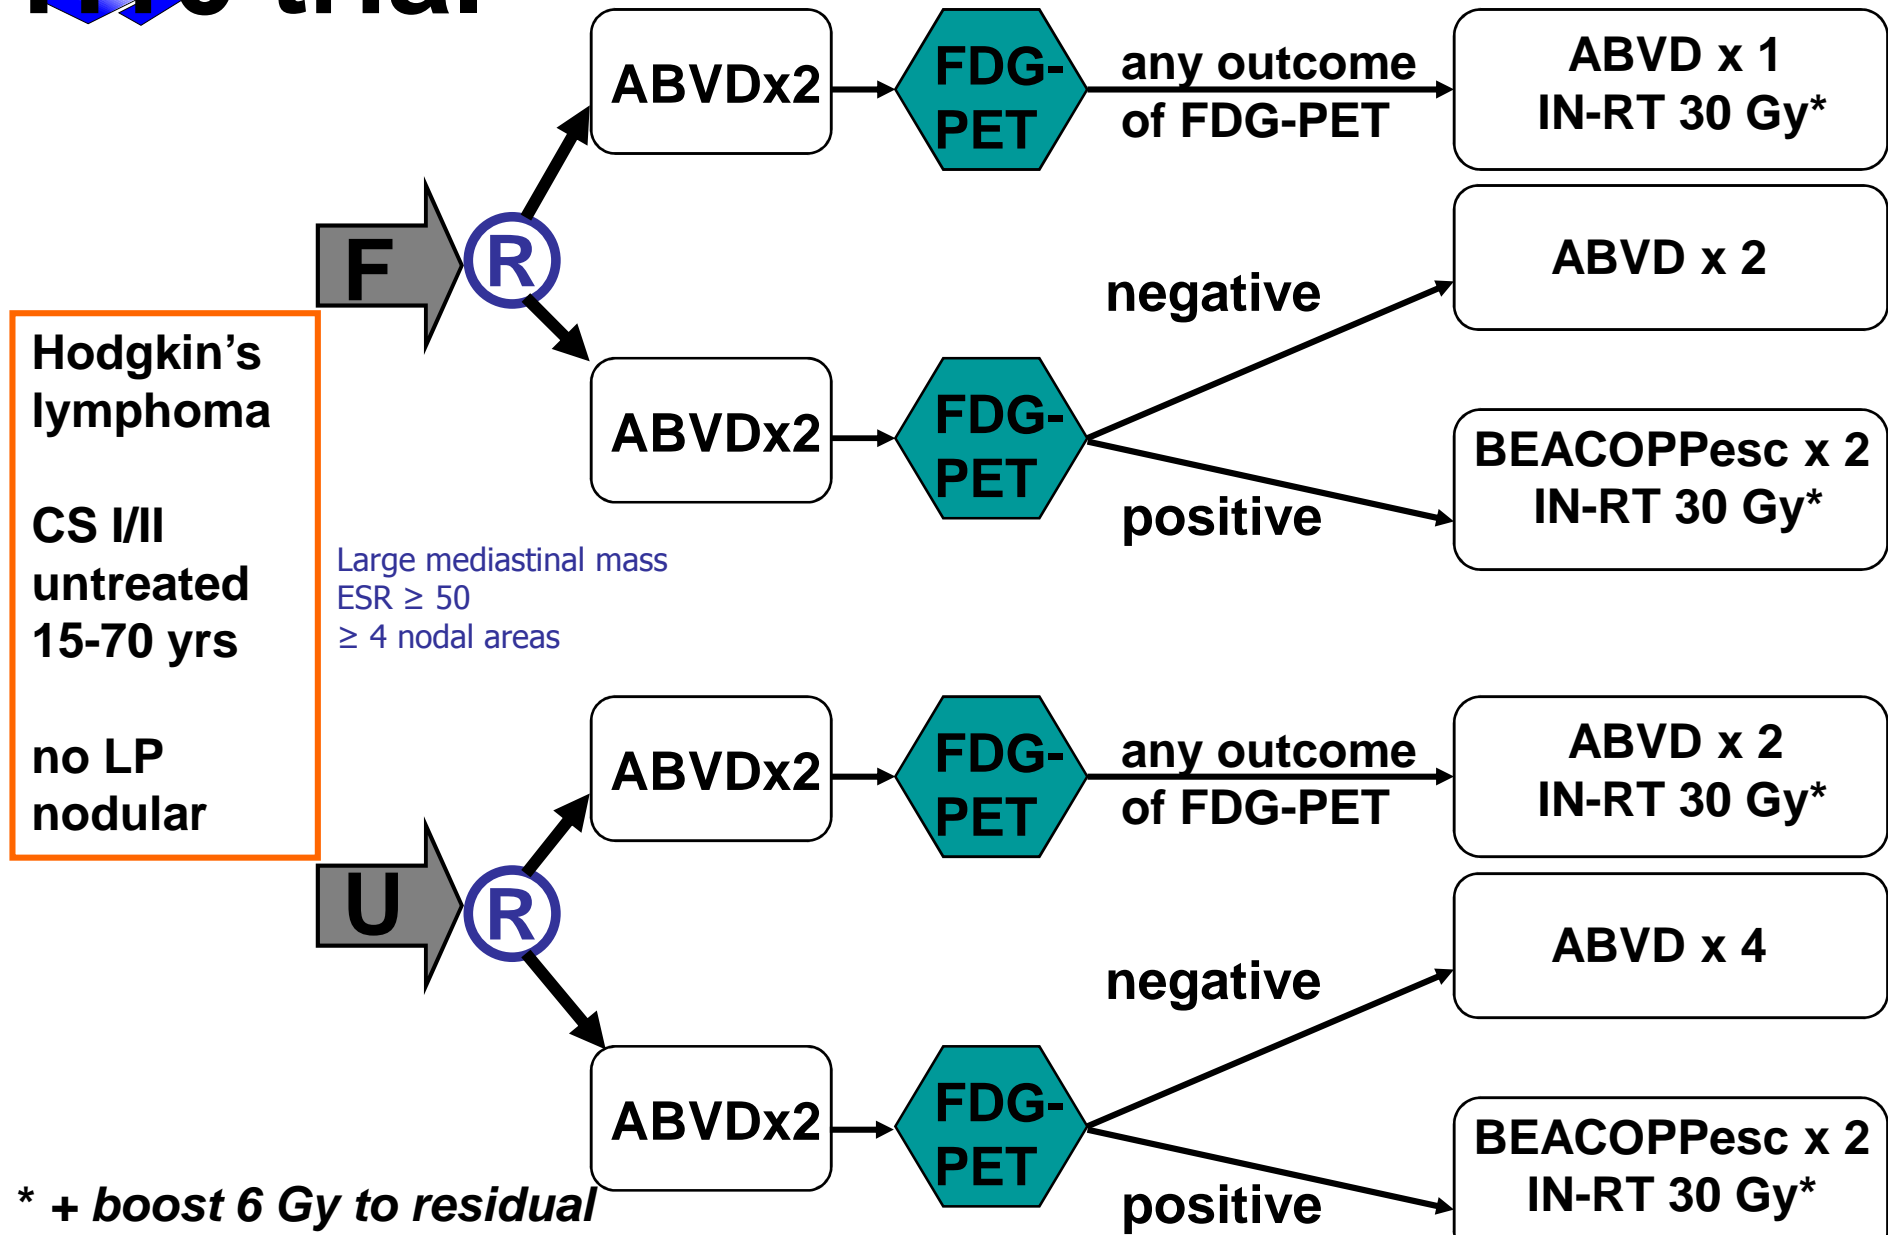 trial
ABVDx2
FDG-
PET
any outcome
of FDG-PET
ABVD x 1
IN-RT 30 Gy*
F
R
negative
ABVD x 2
ABVDx2
FDG-
PET
positive
BEACOPPesc x 2
IN-RT 30 Gy*
Hodgkin's
lymphoma
CS I/II
untreated
15-70 yrs
no LP
nodular
Large mediastinal mass
ESR ≥ 50
≥ 4 nodal areas
ABVDx2
FDG-
PET
any outcome
of FDG-PET
ABVD x 2
IN-RT 30 Gy*
U
R
negative
ABVD x 4
ABVDx2
FDG-
PET
positive
BEACOPPesc x 2
IN-RT 30 Gy*
* + boost 6 Gy to residual